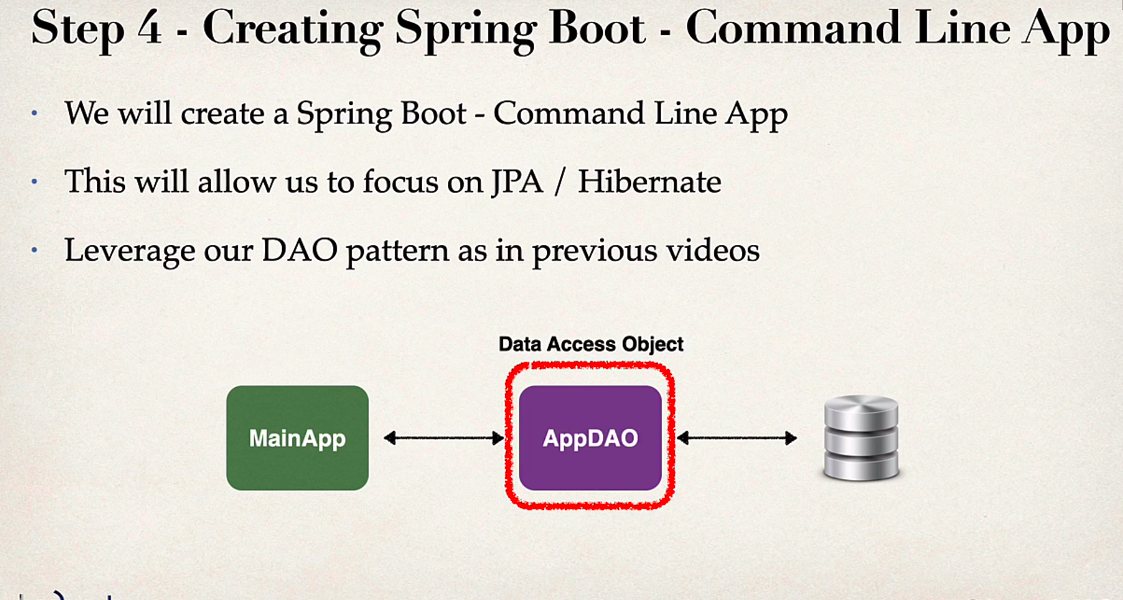 Step 4 - Creating Spring Boot - Command Line App
· We will create a Spring Boot - Command Line App
· This will allow us to focus on JPA / Hibernate
· Leverage our DAO pattern as in previous videos
Data Access Object
MainApp
AppDAO